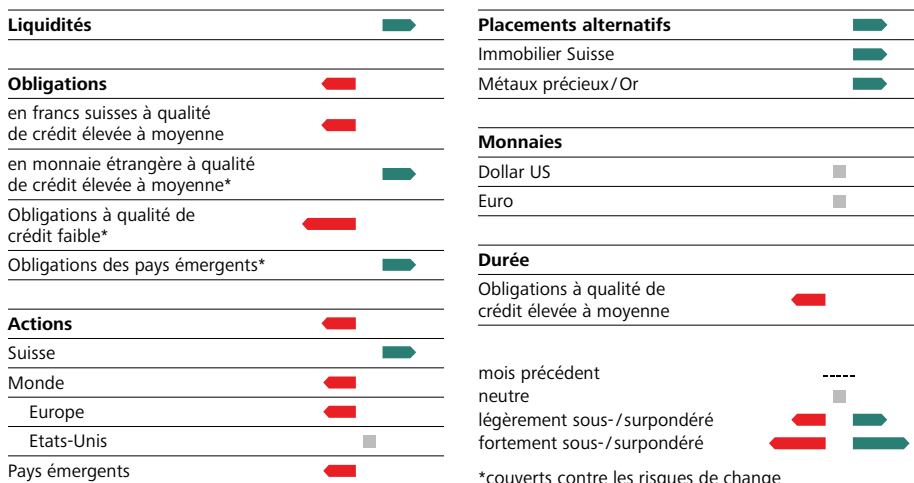 Liquidités
Obligations
en francs suisses à qualité
de crédit élevée à moyenne
en monnaie étrangère à qualité
de crédit élevée à moyenne*
Obligations à qualité de
crédit faible*
Obligations des pays émergents*
Actions
Suisse
Monde
Europe
Etats-Unis
Pays émergents
Placements alternatifs
Immobilier Suisse
Métaux précieux/Or
Monnaies
Dollar US
Euro
Durée
Obligations à qualité de
crédit élevée à moyenne
mois précédent
neutre
légèrement sous-/surpondéré
fortement sous-/surpondéré
*couverts contre les risques de change